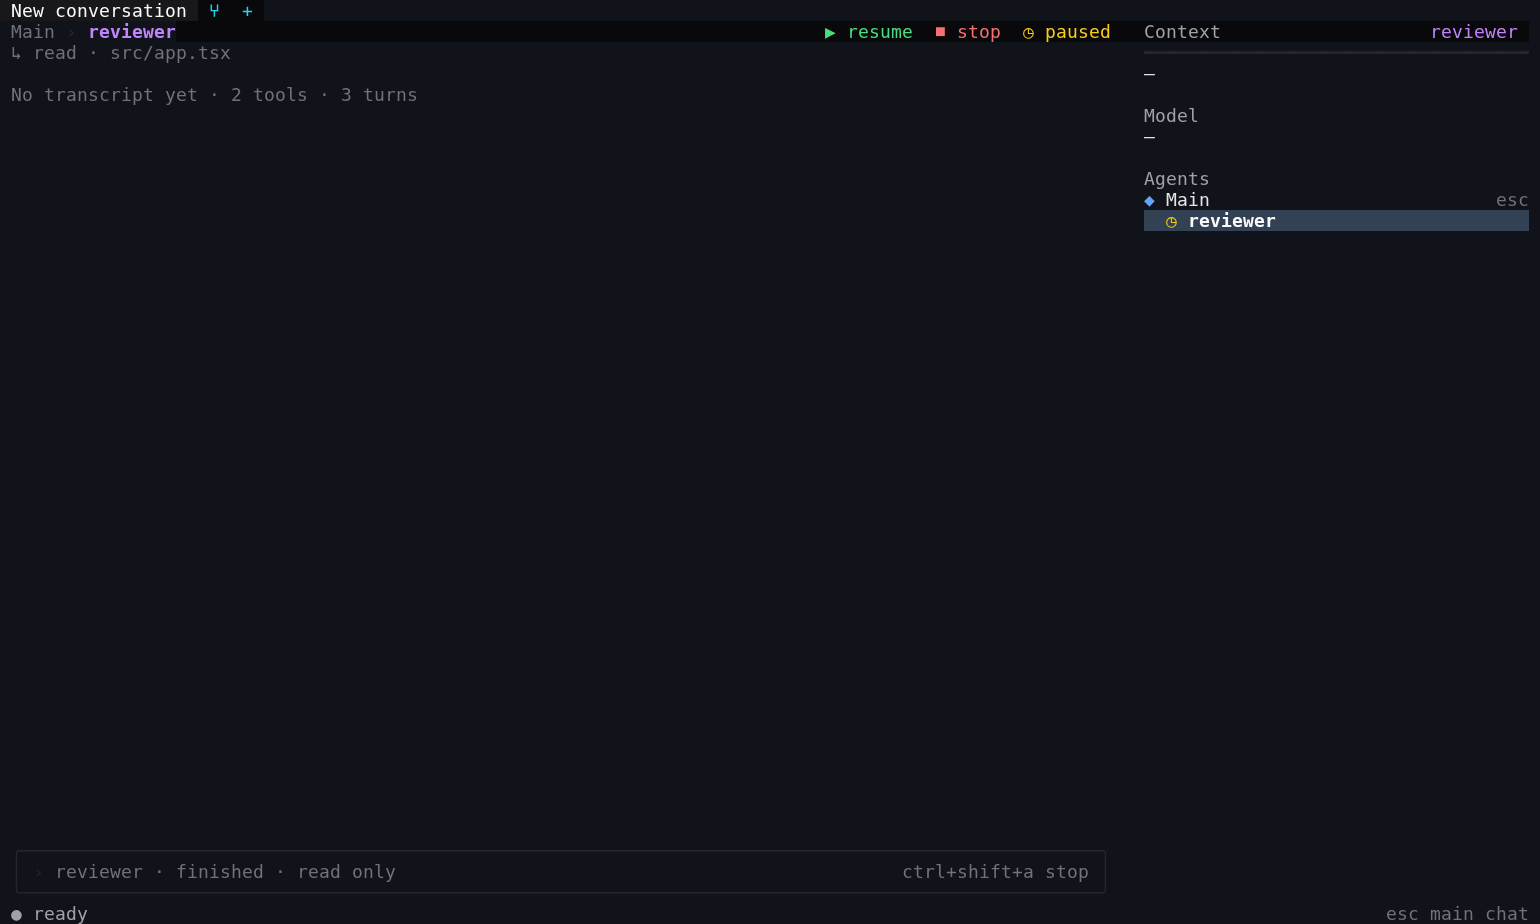 New conversation ⑂ +
Main › reviewer ▶ resume ■ stop ◷ paused
↳ read · src/app.tsx
No transcript yet · 2 tools · 3 turns
Context reviewer
—
Model
—
Agents
◆ Main esc
◷ reviewer
› reviewer · finished · read only ctrl+shift+a stop
● ready esc main chat